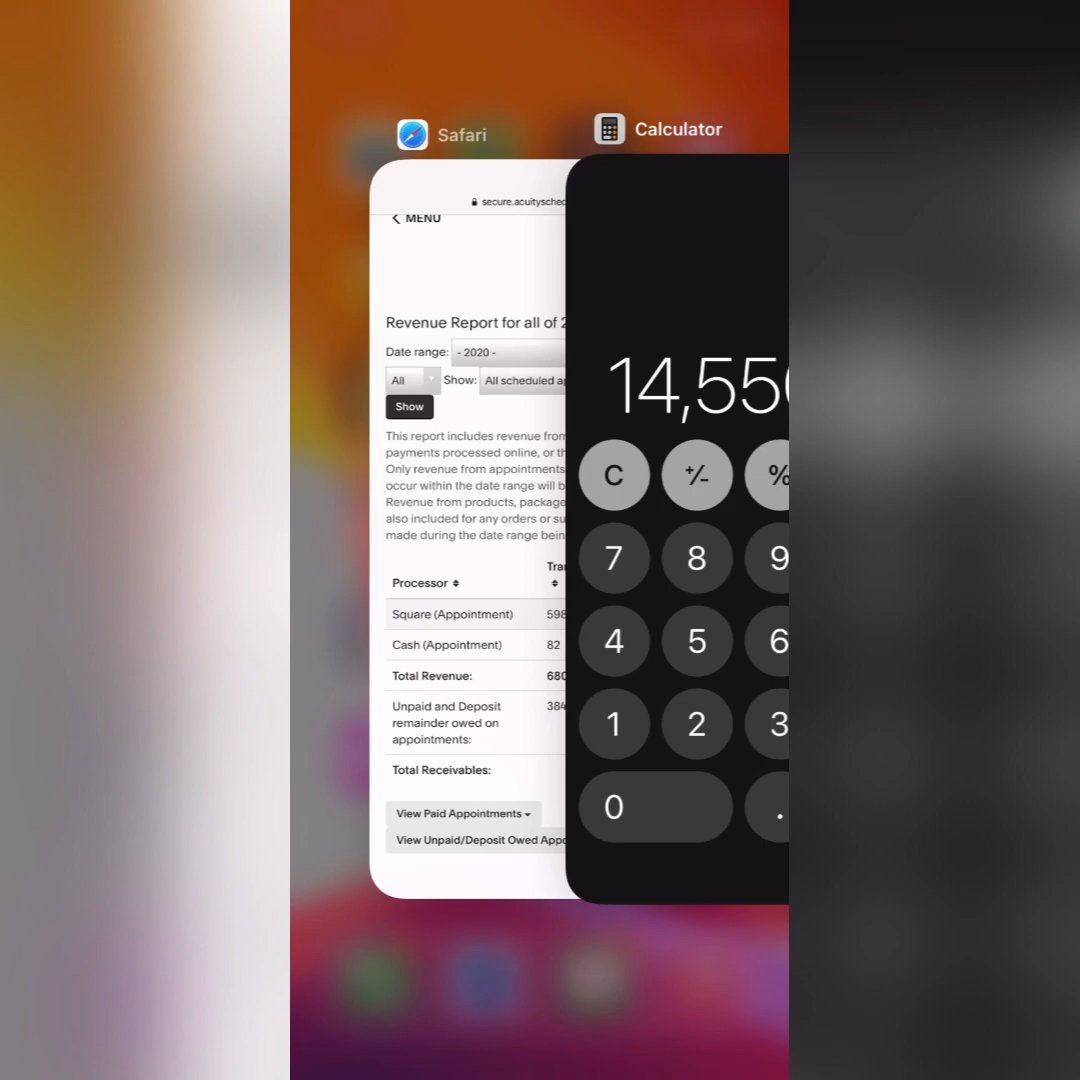 Safari
Calculator
secure.acuitysched
MENU
Revenue Report for all of 2
Date range: - 2020 -
All Show: All scheduled ap
Show
This report includes revenue from
payments processed online, or th
Only revenue from appointments
occur within the date range will b
Revenue from products, package
also included for any orders or su
made during the date range bein
Tra
Processor
Square (Appointment) 598
Cash (Appointment) 82
Total Revenue: 680
Unpaid and Deposit 384
remainder owed on
appointments:
Total Receivables:
View Paid Appointments
View Unpaid/Deposit Owed Appo
14,55
C +/- %
7 8 9
4 5 6
1 2 3
0 .